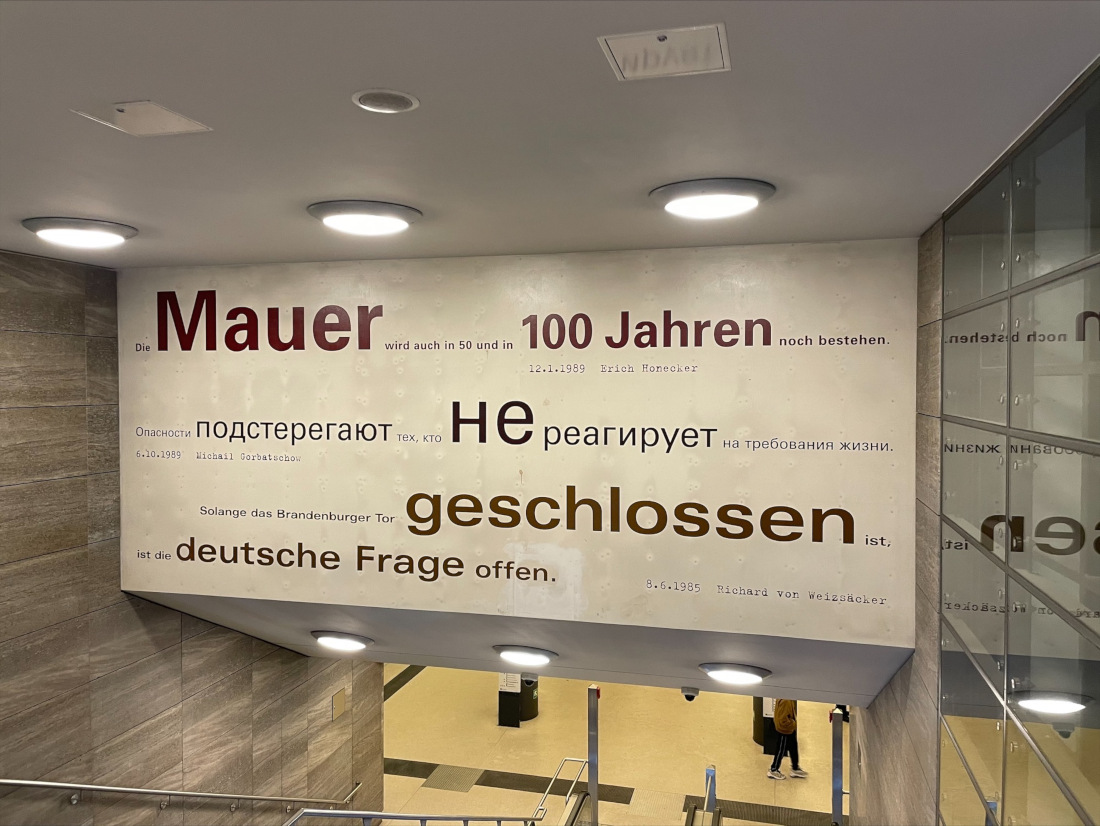 Die Mauer wird auch in 50 und in 100 Jahren noch bestehen.
12.1.1989 Erich Honecker
Опасности подстерегают тех, кто не реагирует на требования жизни.
6.10.1989 Michail Gorbatschow
Solange das Brandenburger Tor geschlossen ist,
ist die deutsche Frage offen.
8.6.1985 Richard von Weizsäcker